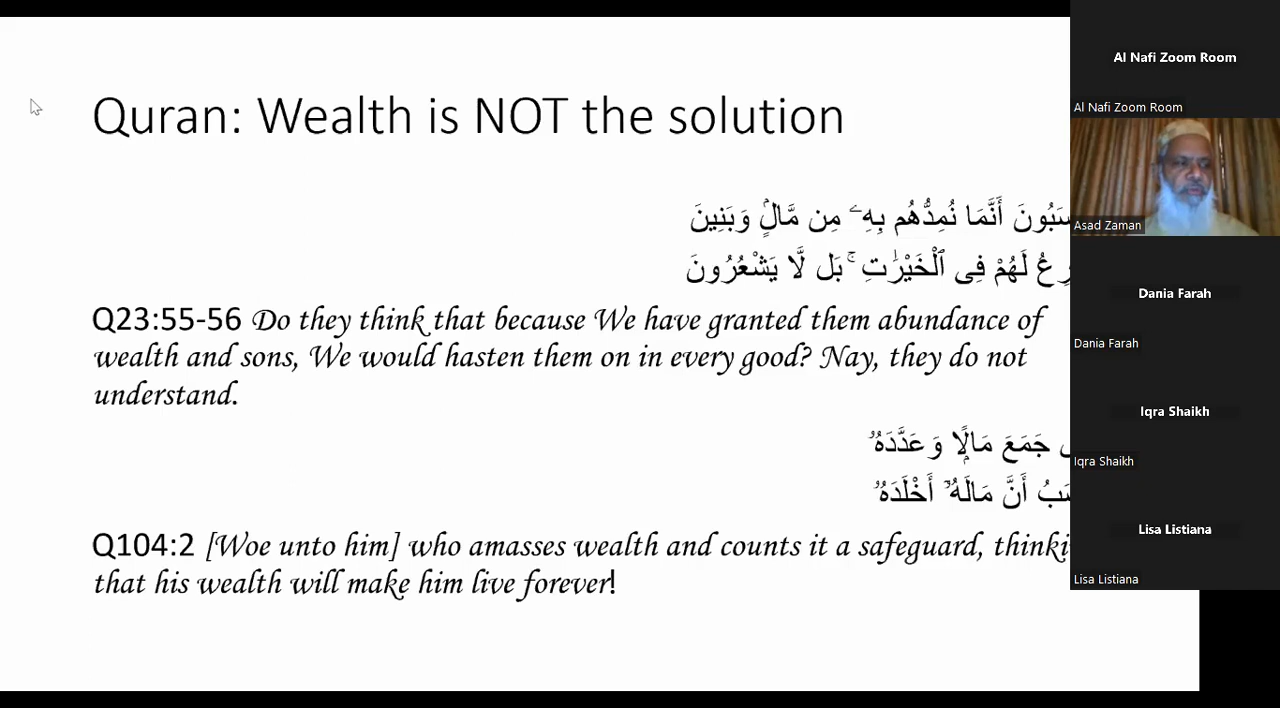 Quran: Wealth is NOT the solution
أَنَّمَا نُمِدُّهُم بِهِۦ مِن مَّالٍ وَبَنِينَ
لَهُمْ فِى ٱلْخَيْرَٰتِ ۚ بَل لَّا يَشْعُرُونَ
Q23:55-56 Do they think that because We have granted them abundance of
wealth and sons, We would hasten them on in every good? Nay, they do not
understand.
جَمَعَ مَالًا وَعَدَّدَهُۥ
أَنَّ مَالَهُۥٓ أَخْلَدَهُۥ
Q104:2 [Woe unto him] who amasses wealth and counts it a safeguard,
that his wealth will make him live forever!
Al Nafi Zoom Room
Al Nafi Zoom Room
Asad Zaman
Dania Farah
Dania Farah
Iqra Shaikh
Iqra Shaikh
Lisa Listiana
Lisa Listiana